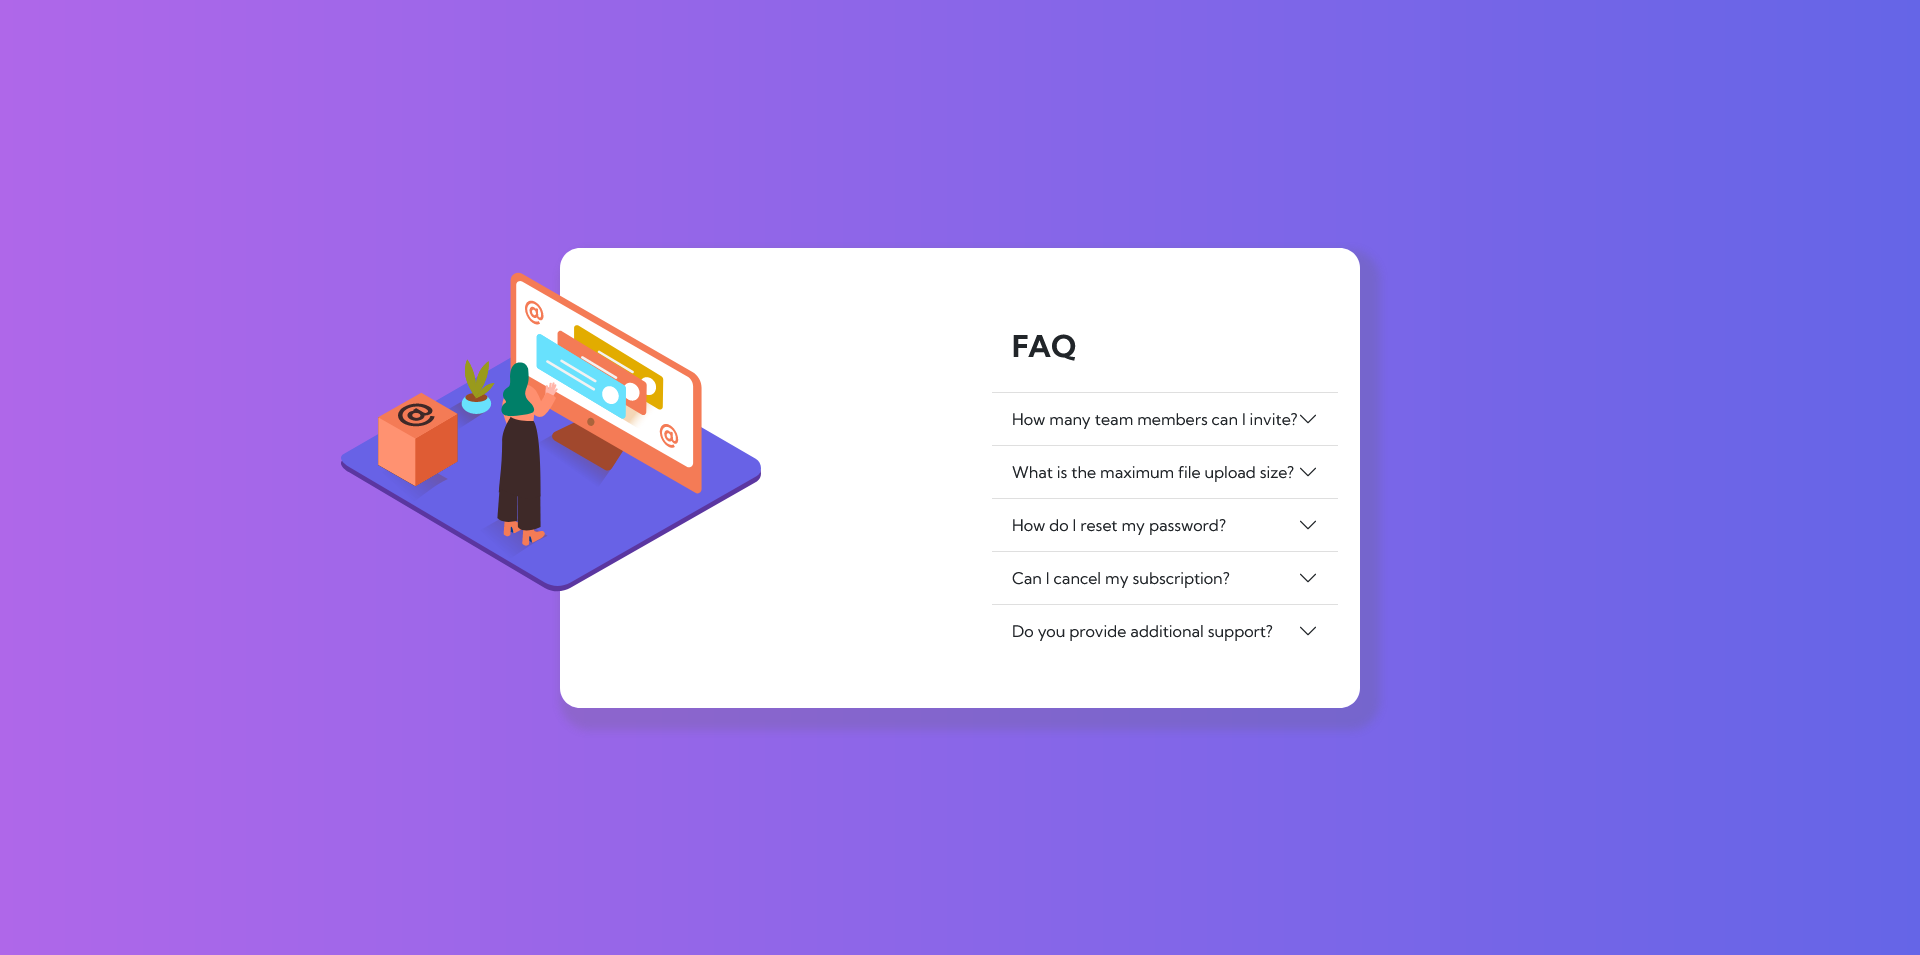 @
@
@
FAQ
How many team members can I invite?
What is the maximum file upload size?
How do I reset my password?
Can I cancel my subscription?
Do you provide additional support?